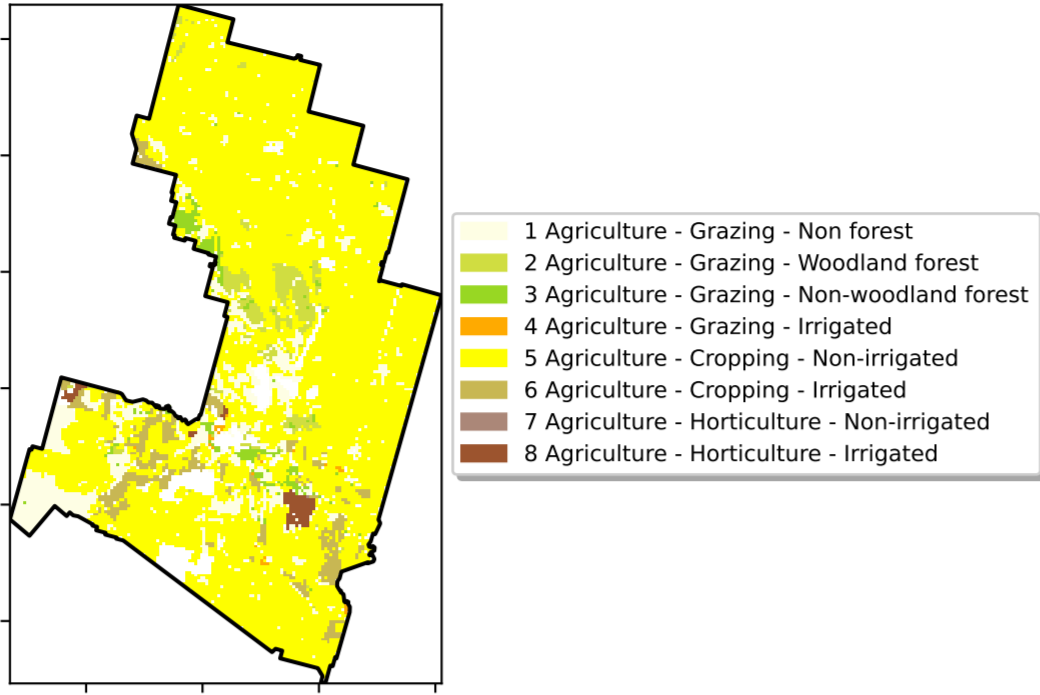 1 Agriculture - Grazing - Non forest
2 Agriculture - Grazing - Woodland forest
3 Agriculture - Grazing - Non-woodland forest
4 Agriculture - Grazing - Irrigated
5 Agriculture - Cropping - Non-irrigated
6 Agriculture - Cropping - Irrigated
7 Agriculture - Horticulture - Non-irrigated
8 Agriculture - Horticulture - Irrigated